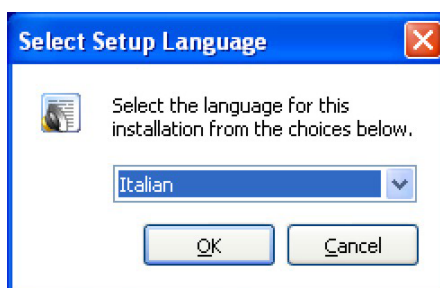 Select Setup Language
Select the language for this
installation from the choices below.
Italian
OK
Cancel